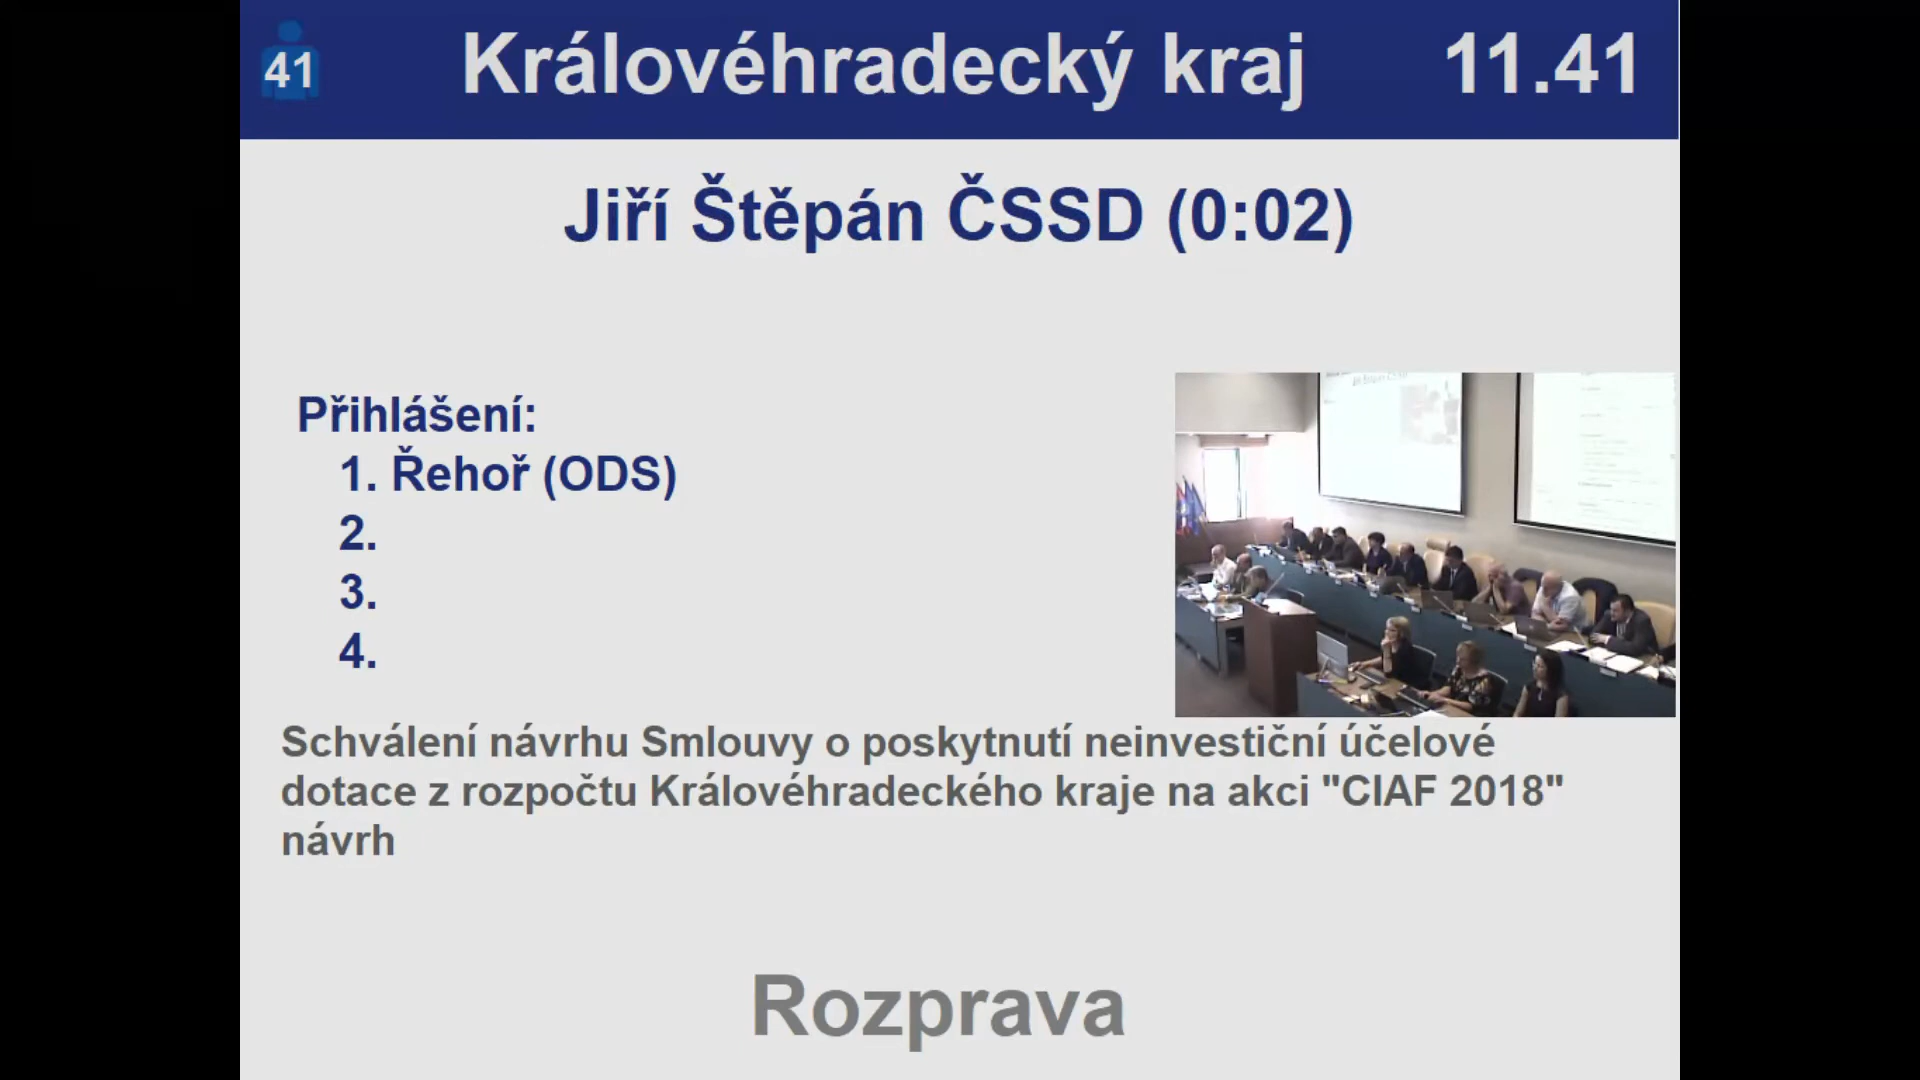 41
Královéhradecký kraj
11.41
Jiří Štěpán ČSSD (0:02)
Přihlášení:
1. Řehoř (ODS)
2.
3.
4.
Schválení návrhu Smlouvy o poskytnutí neinvestiční účelové
dotace z rozpočtu Královéhradeckého kraje na akci "CIAF 2018"
návrh
Rozprava